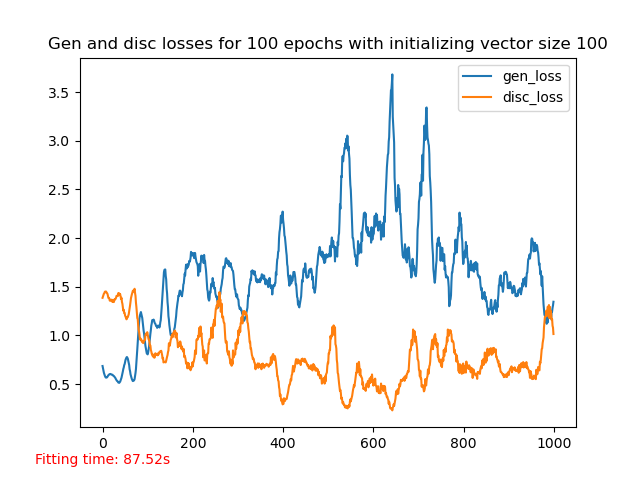 Gen and disc losses for 100 epochs with initializing vector size 100
gen_loss
disc_loss
3.5
3.0
2.5
2.0
1.5
1.0
0.5
0 200 400 600 800 1000
Fitting time: 87.52s